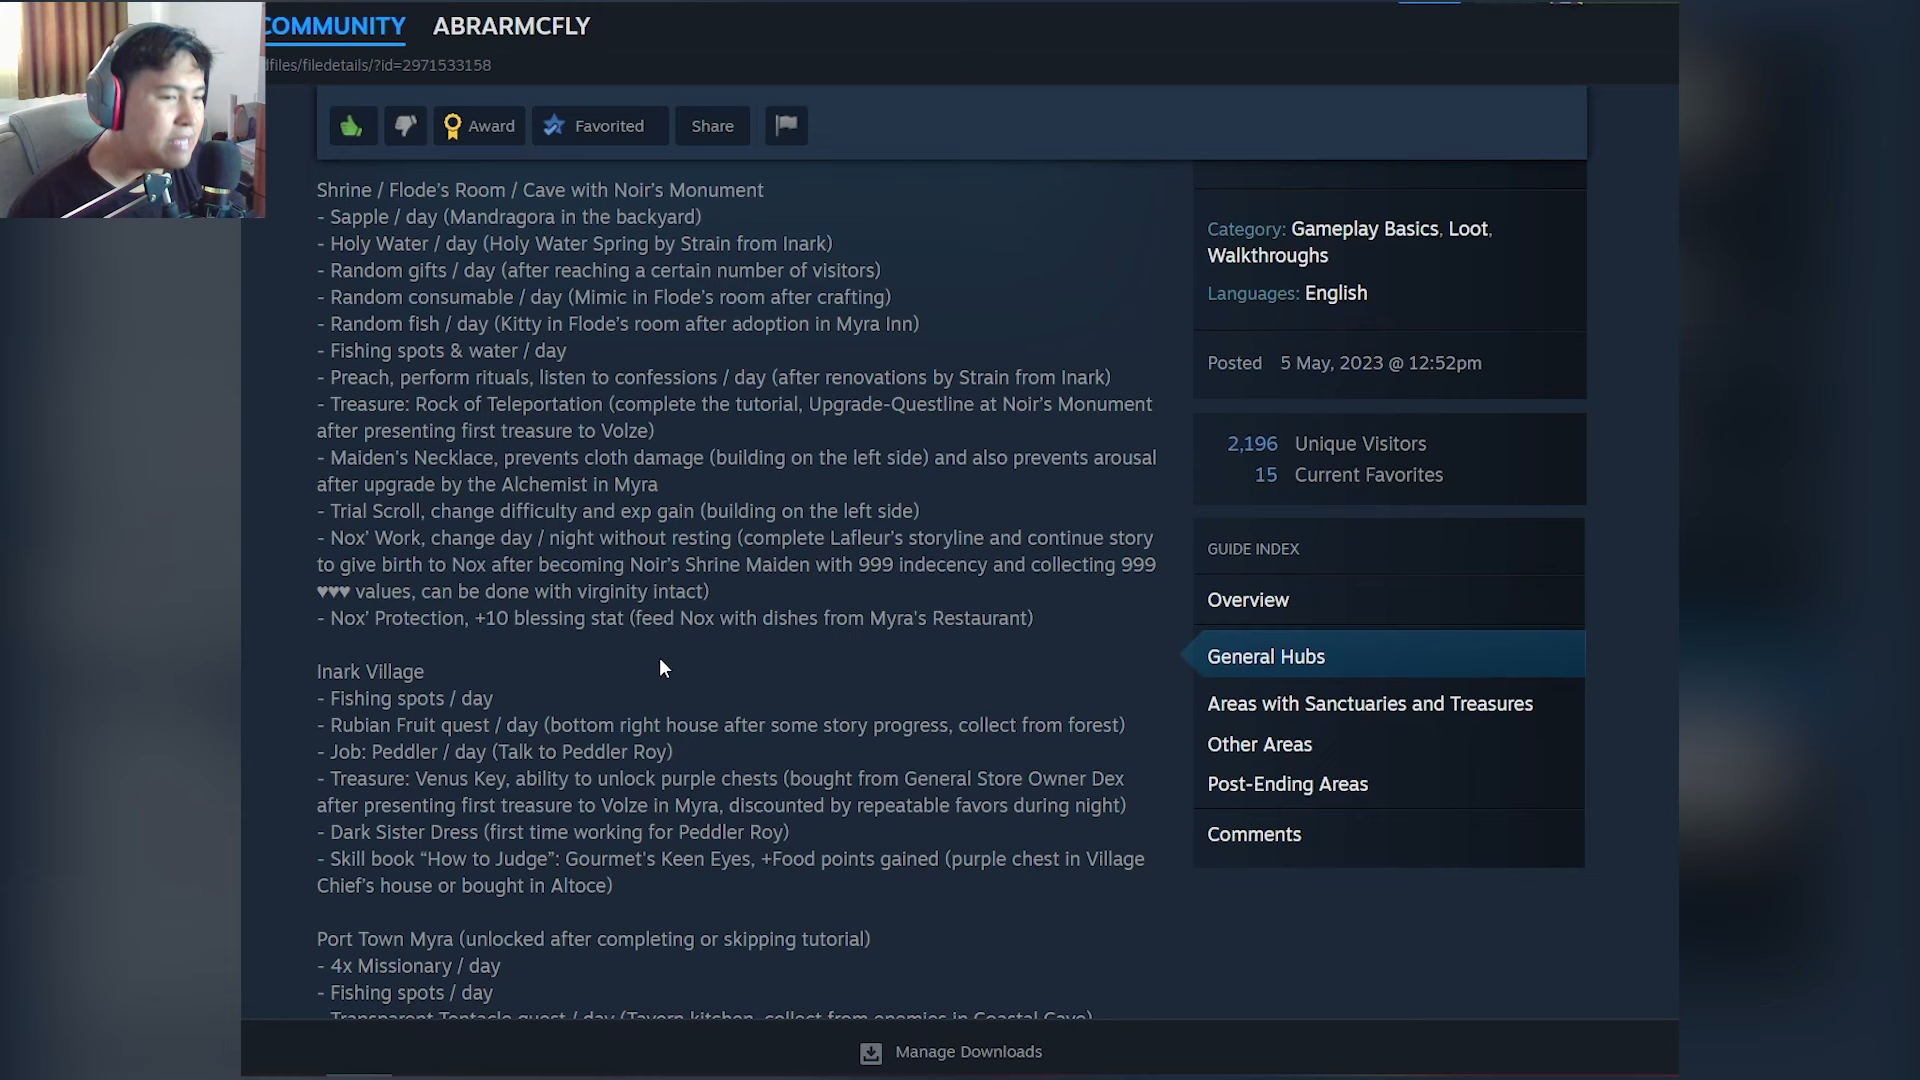 COMMUNITY ABRARMCFLY
files/filedetails/?id=2971533158
Award Favorited Share
Shrine / Flode's Room / Cave with Noir's Monument
- Sapple / day (Mandragora in the backyard)
- Holy Water / day (Holy Water Spring by Strain from Inark)
- Random gifts / day (after reaching a certain number of visitors)
- Random consumable / day (Mimic in Flode's room after crafting)
- Random fish / day (Kitty in Flode's room after adoption in Myra Inn)
- Fishing spots & water / day
- Preach, perform rituals, listen to confessions / day (after renovations by Strain from Inark)
- Treasure: Rock of Teleportation (complete the tutorial, Upgrade-Questline at Noir's Monument
after presenting first treasure to Volze)
- Maiden's Necklace, prevents cloth damage (building on the left side) and also prevents arousal
after upgrade by the Alchemist in Myra
- Trial Scroll, change difficulty and exp gain (building on the left side)
- Nox' Work, change day / night without resting (complete Lafleur's storyline and continue story
to give birth to Nox after becoming Noir's Shrine Maiden with 999 indecency and collecting 999
♥♥♥ values, can be done with virginity intact)
- Nox' Protection, +10 blessing stat (feed Nox with dishes from Myra's Restaurant)
Inark Village
- Fishing spots / day
- Rubian Fruit quest / day (bottom right house after some story progress, collect from forest)
- Job: Peddler / day (Talk to Peddler Roy)
- Treasure: Venus Key, ability to unlock purple chests (bought from General Store Owner Dex
after presenting first treasure to Volze in Myra, discounted by repeatable favors during night)
- Dark Sister Dress (first time working for Peddler Roy)
- Skill book “How to Judge”: Gourmet's Keen Eyes, +Food points gained (purple chest in Village
Chief's house or bought in Altoce)
Port Town Myra (unlocked after completing or skipping tutorial)
- 4x Missionary / day
- Fishing spots / day
- Transparent Tentacle quest / day (Tavern kitchen, collect from enemies in Coastal Cave)
Category: Gameplay Basics, Loot,
Walkthroughs
Languages: English
Posted 5 May, 2023 @ 12:52pm
2,196 Unique Visitors
15 Current Favorites
GUIDE INDEX
Overview
General Hubs
Areas with Sanctuaries and Treasures
Other Areas
Post-Ending Areas
Comments
Manage Downloads